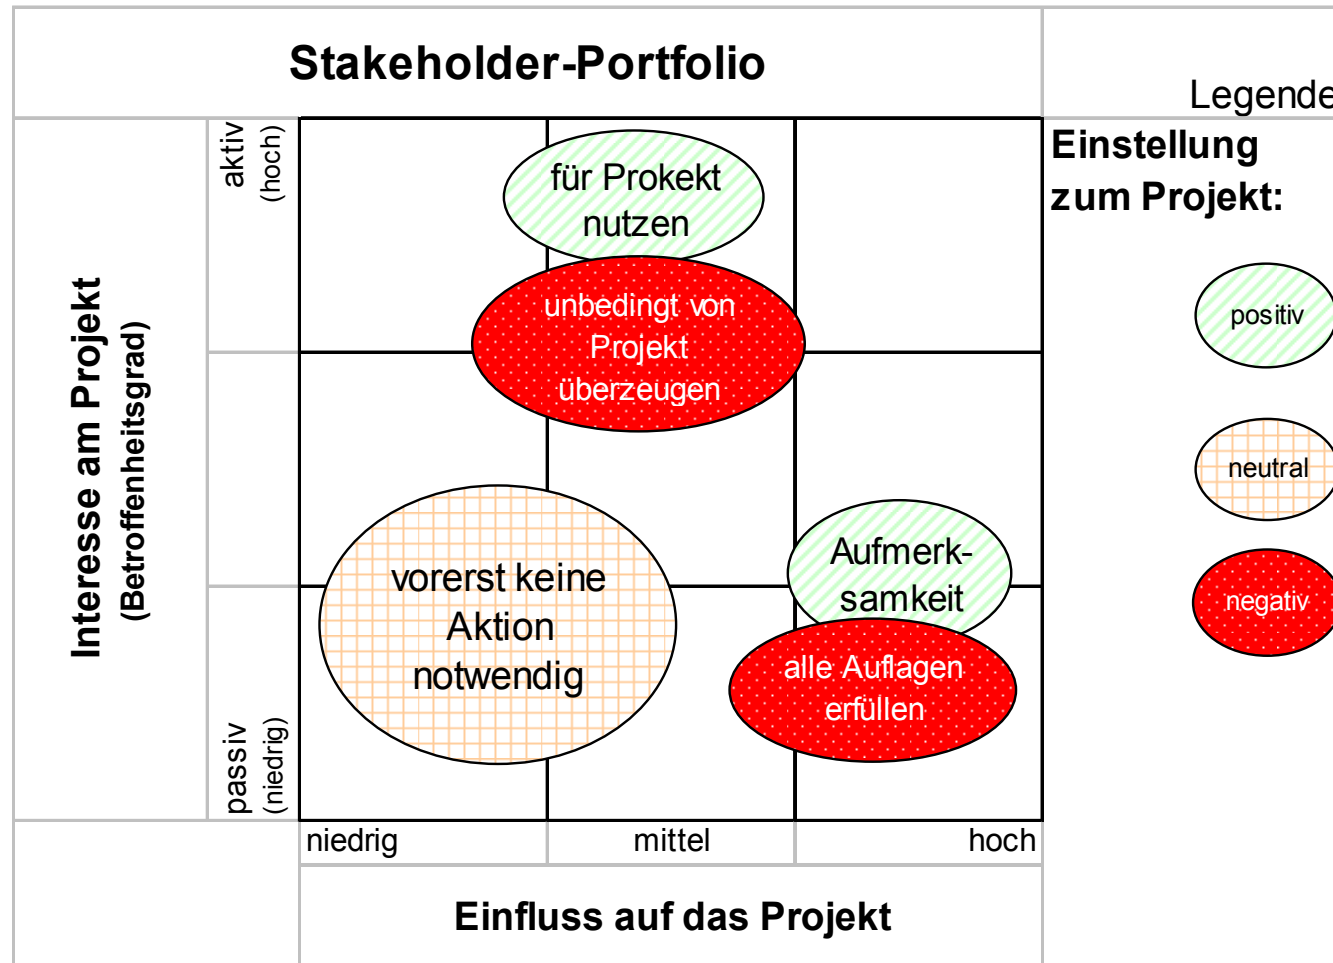 Stakeholder-Portfolio
Legende
Einstellung
zum Projekt:
positiv
neutral
negativ
Interesse am Projekt
(Betroffenheitsgrad)
aktiv
(hoch)
passiv
(niedrig)
für Prokekt
nutzen
unbedingt von
Projekt
überzeugen
vorerst keine
Aktion
notwendig
Aufmerk-
samkeit
alle Auflagen
erfüllen
niedrig
mittel
hoch
Einfluss auf das Projekt